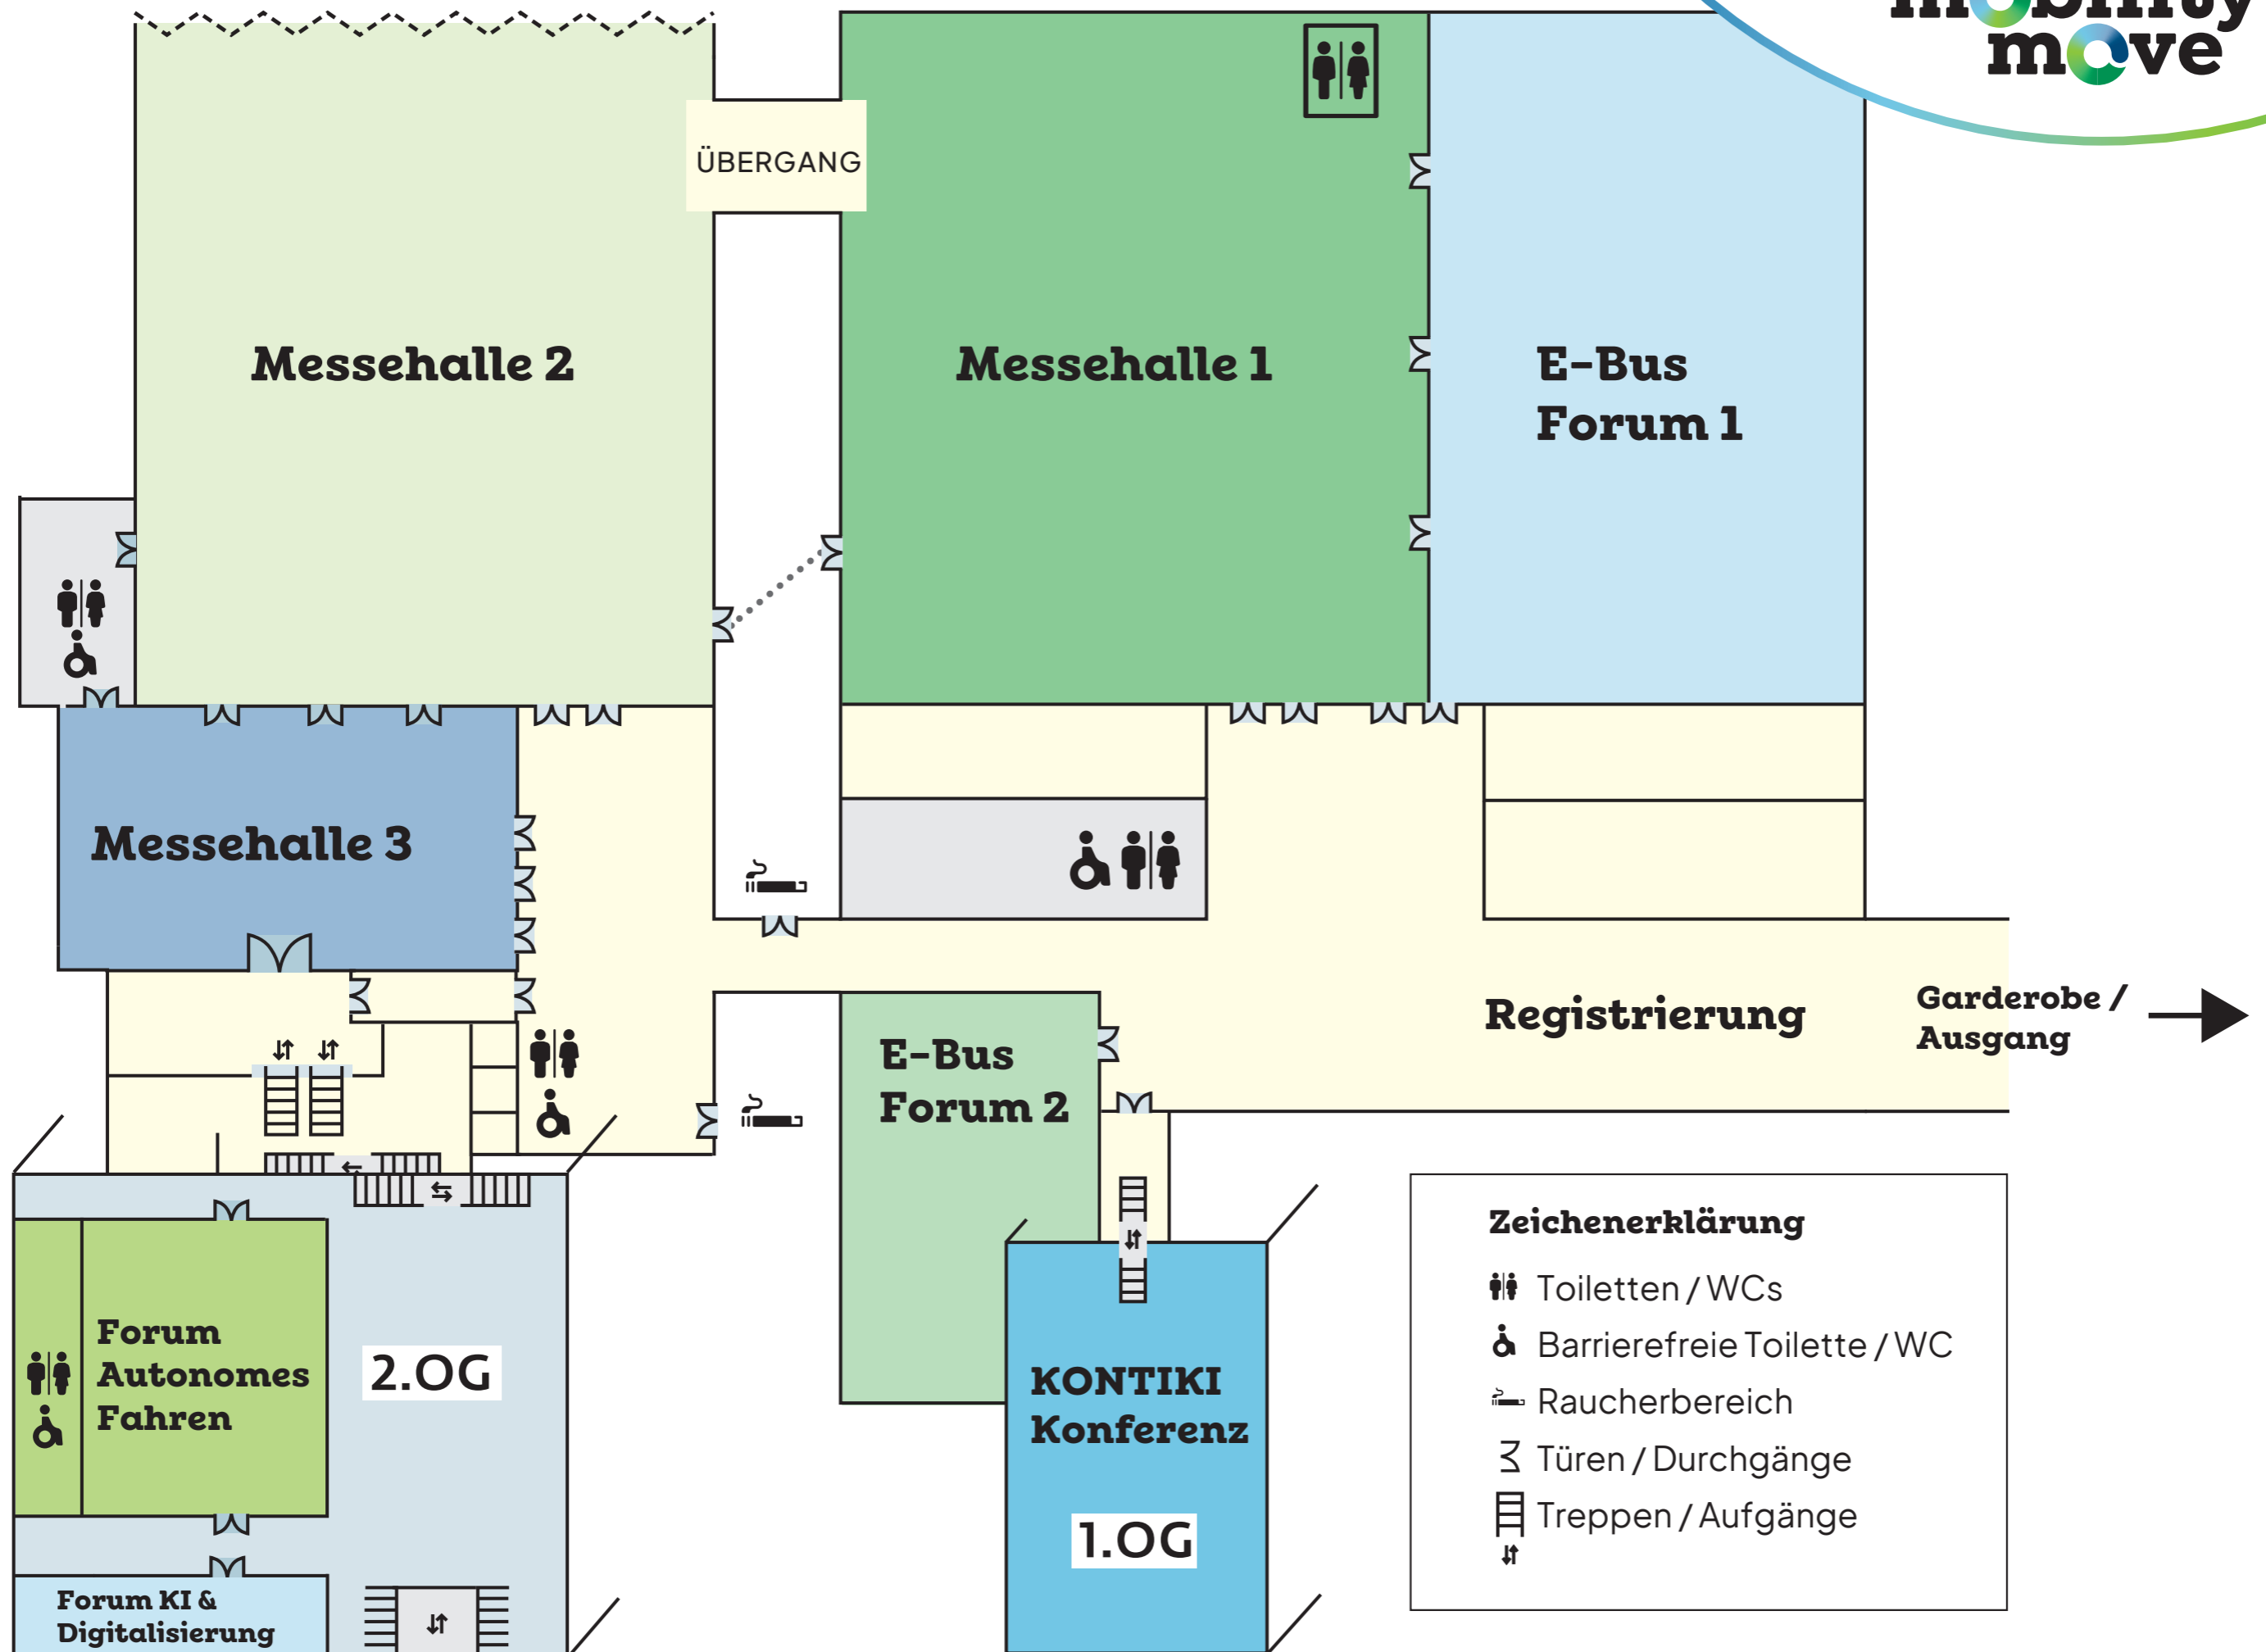 mobility
move
ÜBERGANG
Messehalle 2
Messehalle 1
E-Bus
Forum 1
Messehalle 3
Registrierung
Garderobe /
Ausgang
E-Bus
Forum 2
Forum
Autonomes
Fahren
2.OG
KONTIKI
Konferenz
1.OG
Forum KI &
Digitalisierung
Zeichenerklärung
Toiletten / WCs
Barrierefreie Toilette / WC
Raucherbereich
Türen / Durchgänge
Treppen / Aufgänge